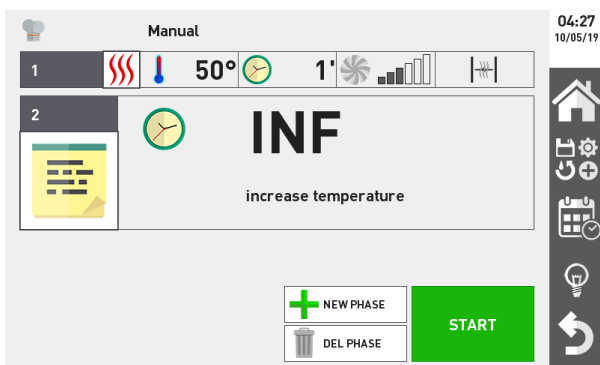 04:27
10/05/19
Manual
1
50°
1'
2
INF
increase temperature
NEW PHASE
DEL PHASE
START